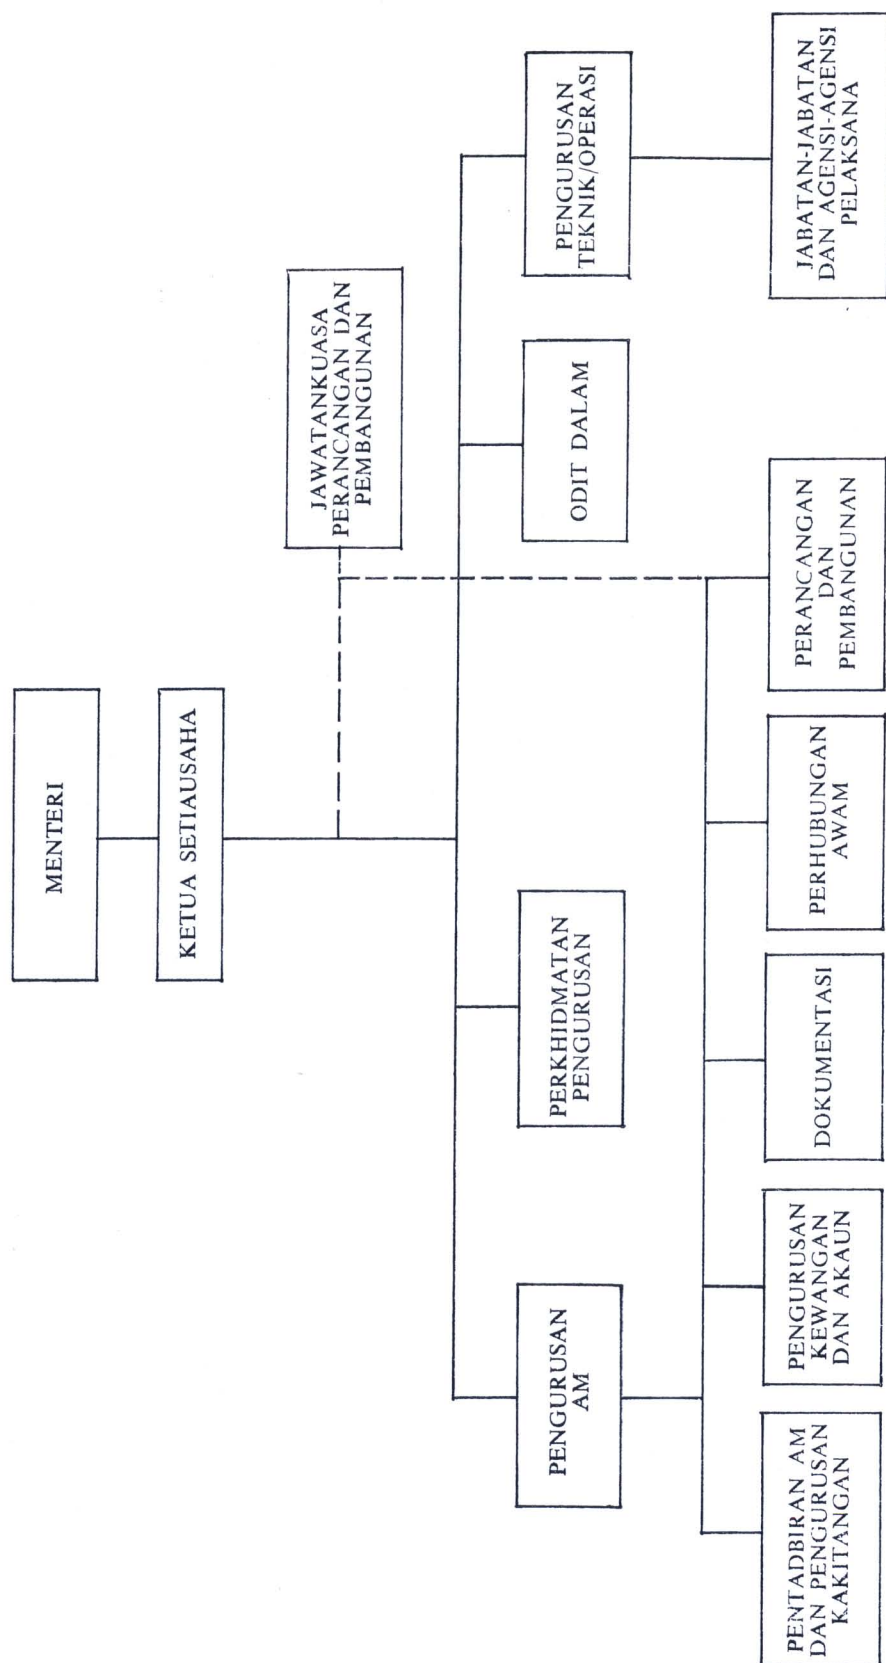 MENTERI
KETUA SETIAUSAHA
JAWATANKUASA
PERANCANGAN DAN
PEMBANGUNAN
PENGURUSAN
AM
PERKHIDMATAN
PENGURUSAN
ODIT DALAM
PENGURUSAN
TEKNIK/OPERASI
PENTADBIRAN AM
DAN PENGURUSAN
KAKITANGAN
PENGURUSAN
KEWANGAN
DAN AKAUN
DOKUMENTASI
PERHUBUNGAN
AWAM
PERANCANGAN
DAN
PEMBANGUNAN
JABATAN-JABATAN
DAN AGENSI-AGENSI
PELAKSANA